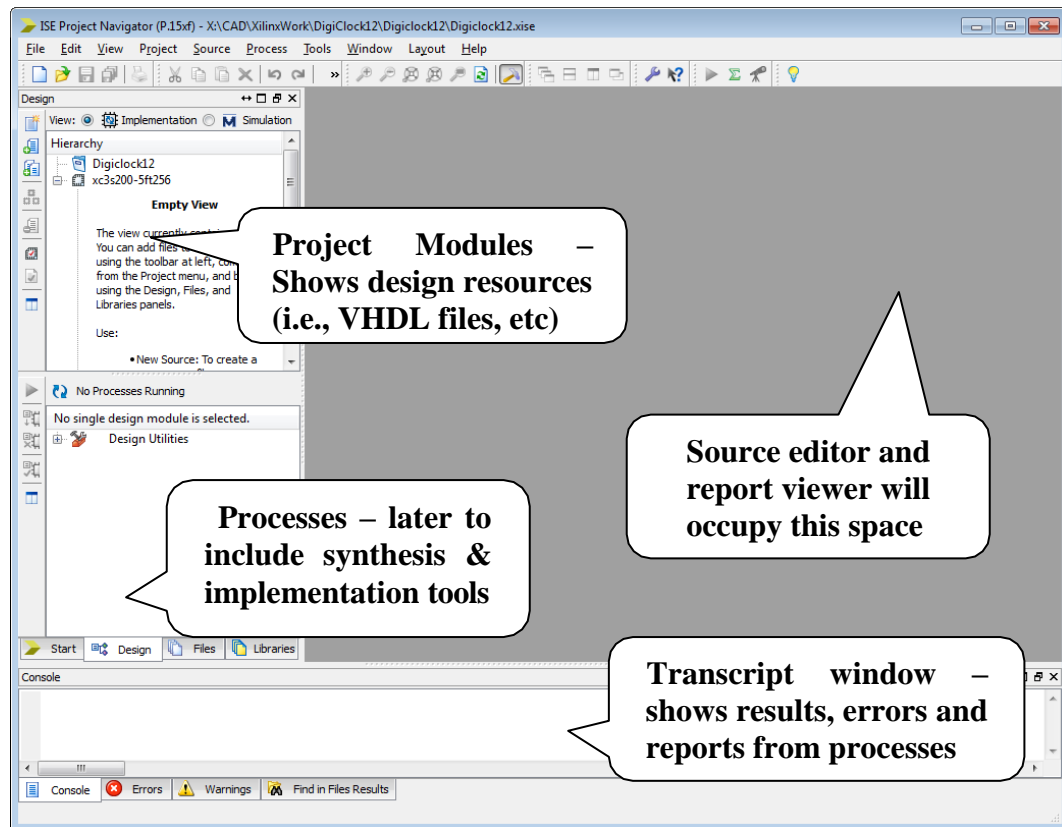 ISE Project Navigator (P.15xf) - X:\CAD\XilinxWork\DigiClock12\Digiclock12\Digiclock12.xise
File Edit View Project Source Process Tools Window Layout Help
Design
View: Implementation Simulation
Hierarchy
Digiclock12
xc3s200-5ft256
Empty View
The view currently
You can add files
using the toolbar at left,
from the Project menu, and
using the Design, Files, and
Libraries panels.
Use:
•New Source: To create a
Project Modules –
Shows design resources
(i.e., VHDL files, etc)
No Processes Running
No single design module is selected.
Design Utilities
Source editor and
report viewer will
occupy this space
Processes – later to
include synthesis &
implementation tools
Start Design Files Libraries
Console
Transcript window –
shows results, errors and
reports from processes
Console Errors Warnings Find in Files Results